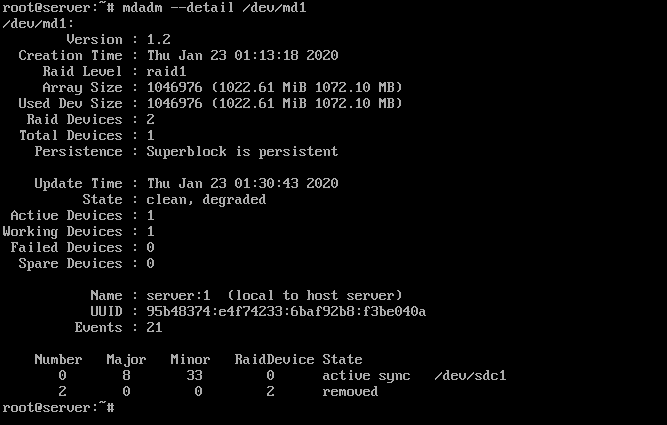 root@server:~# mdadm --detail /dev/md1
/dev/md1:
Version : 1.2
Creation Time : Thu Jan 23 01:13:18 2020
Raid Level : raid1
Array Size : 1046976 (1022.61 MiB 1072.10 MB)
Used Dev Size : 1046976 (1022.61 MiB 1072.10 MB)
Raid Devices : 2
Total Devices : 1
Persistence : Superblock is persistent
Update Time : Thu Jan 23 01:30:43 2020
State : clean, degraded
Active Devices : 1
Working Devices : 1
Failed Devices : 0
Spare Devices : 0
Name : server:1 (local to host server)
UUID : 95b48374:e4f74233:6baf92b8:f3be040a
Events : 21
Number Major Minor RaidDevice State
0 8 33 0 active sync /dev/sdc1
2 0 0 2 removed
root@server:~#